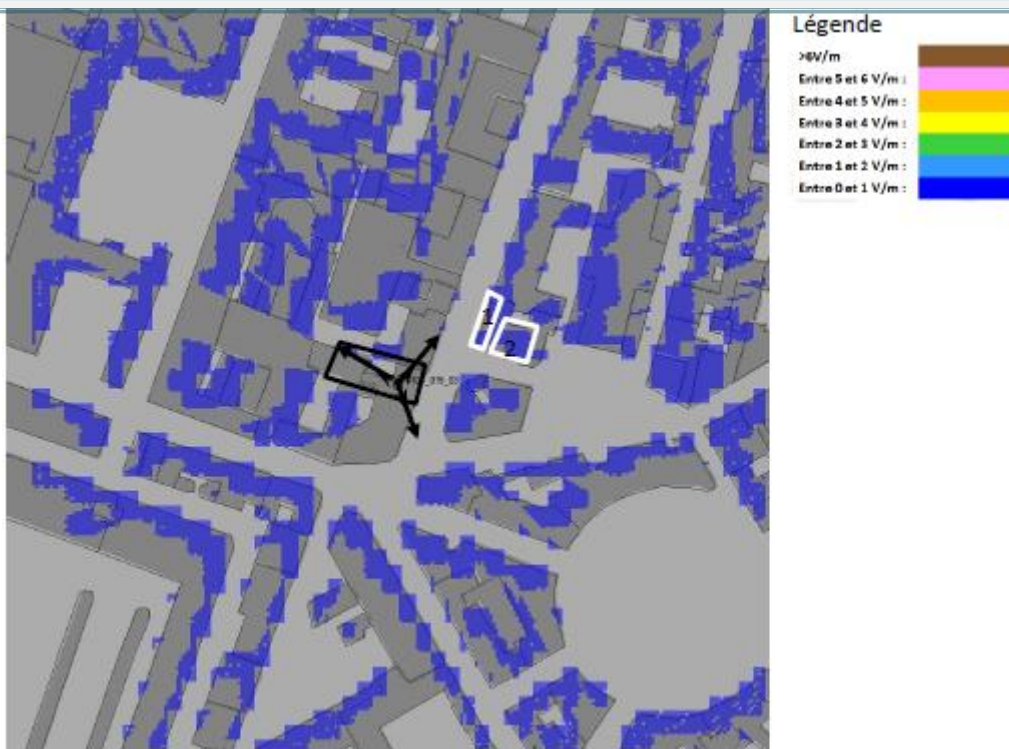 Légende
>6V/m
Entre 5 et 6 V/m :
Entre 4 et 5 V/m :
Entre 3 et 4 V/m :
Entre 2 et 3 V/m :
Entre 1 et 2 V/m :
Entre 0 et 1 V/m :
1
2